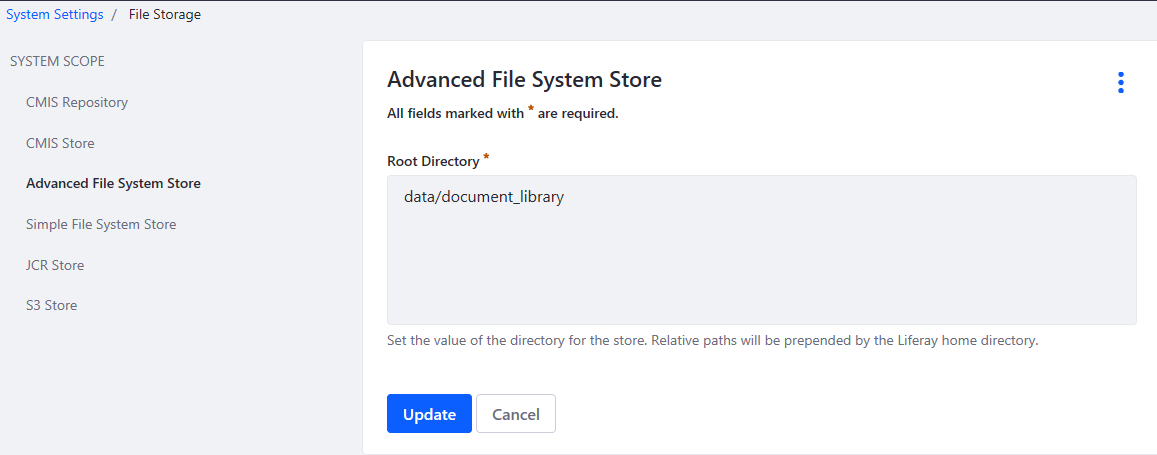 System Settings / File Storage
SYSTEM SCOPE
CMIS Repository
CMIS Store
Advanced File System Store
Simple File System Store
JCR Store
S3 Store
Advanced File System Store
All fields marked with * are required.
Root Directory *
data/document_library
Set the value of the directory for the store. Relative paths will be prepended by the Liferay home directory.
Update Cancel